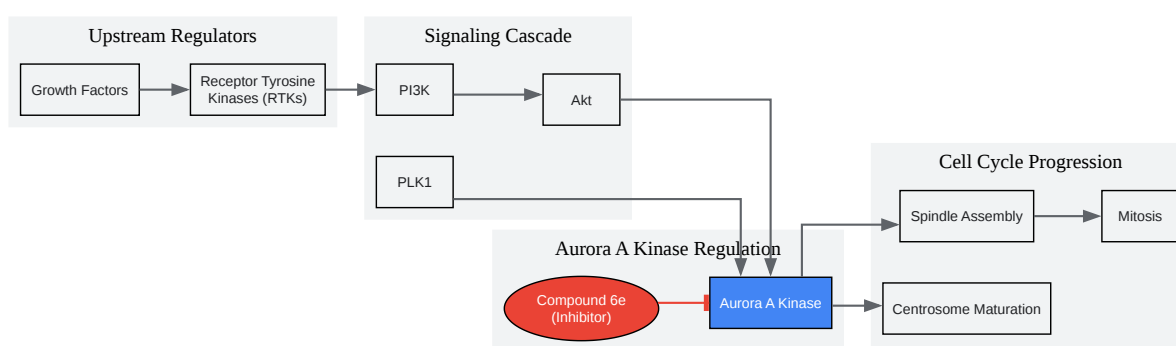 Upstream Regulators
Growth Factors
Receptor Tyrosine
Kinases (RTKs)
Signaling Cascade
PI3K
Akt
PLK1
Cell Cycle Progression
Spindle Assembly
Mitosis
Centrosome Maturation
Aurora A Kinase Regulation
Compound 6e
(Inhibitor)
Aurora A Kinase